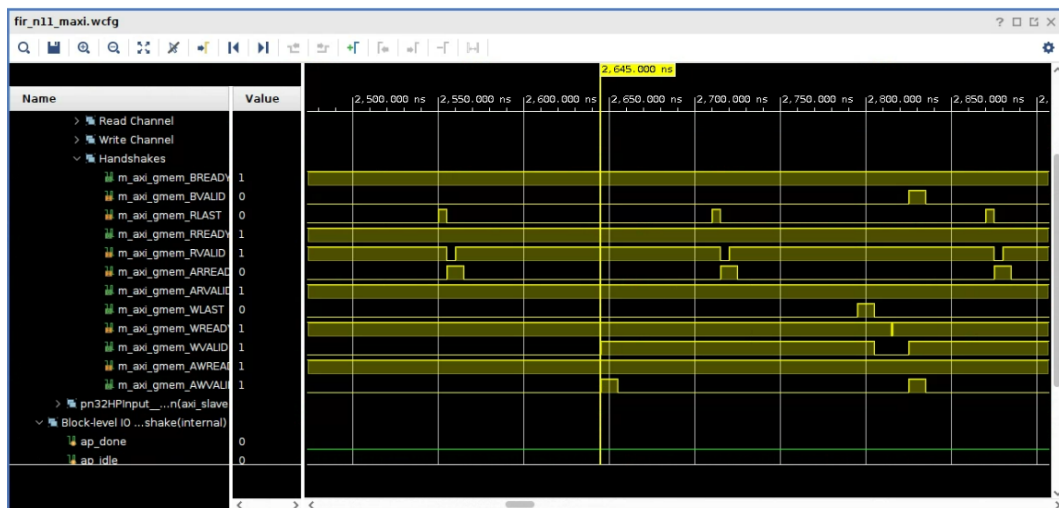 fir_n11_maxi.wcfg
2,645.000 ns
Name Value
2,500.000 ns 2,550.000 ns 2,600.000 ns 2,650.000 ns 2,700.000 ns 2,750.000 ns 2,800.000 ns 2,850.000 ns 2,
Read Channel
Write Channel
Handshakes
m_axi_gmem_BREADY 1
m_axi_gmem_BVALID 0
m_axi_gmem_RLAST 0
m_axi_gmem_RREADY 1
m_axi_gmem_RVALID 1
m_axi_gmem_ARREAD 0
m_axi_gmem_ARVALID 1
m_axi_gmem_WLAST 0
m_axi_gmem_WREADY 1
m_axi_gmem_WVALID 1
m_axi_gmem_AWREAD 1
m_axi_gmem_AWVALI 1
pn32HPInput__...n(axi_slave
Block-level IO ...shake(internal)
ap_done 0
ap_idle 0